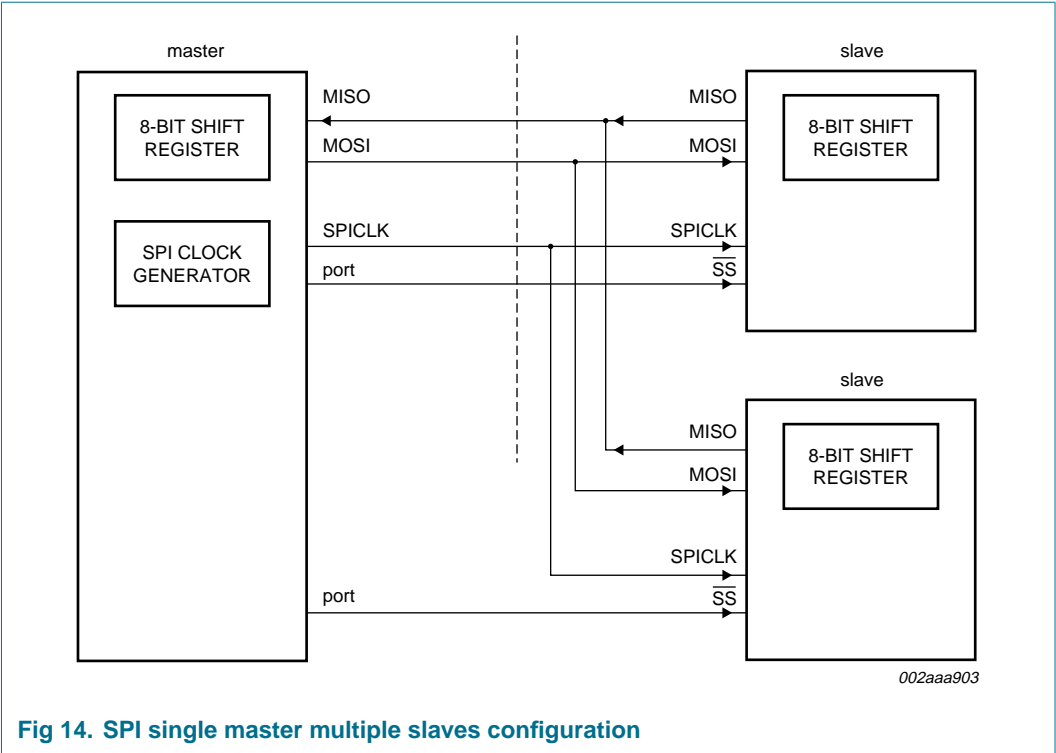 master
slave
8-BIT SHIFT
REGISTER
MISO
MISO
8-BIT SHIFT
REGISTER
MOSI
MOSI
SPI CLOCK
GENERATOR
SPICLK
SPICLK
port
S̅S̅
slave
MISO
8-BIT SHIFT
REGISTER
MOSI
SPICLK
port
S̅S̅
002aaa903
Fig 14. SPI single master multiple slaves configuration